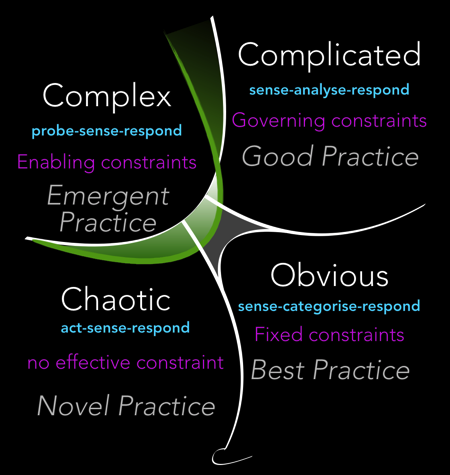 Complex
probe-sense-respond
Enabling constraints
Emergent
Practice
Complicated
sense-analyse-respond
Governing constraints
Good Practice
Chaotic
act-sense-respond
no effective constraint
Novel Practice
Obvious
sense-categorise-respond
Fixed constraints
Best Practice